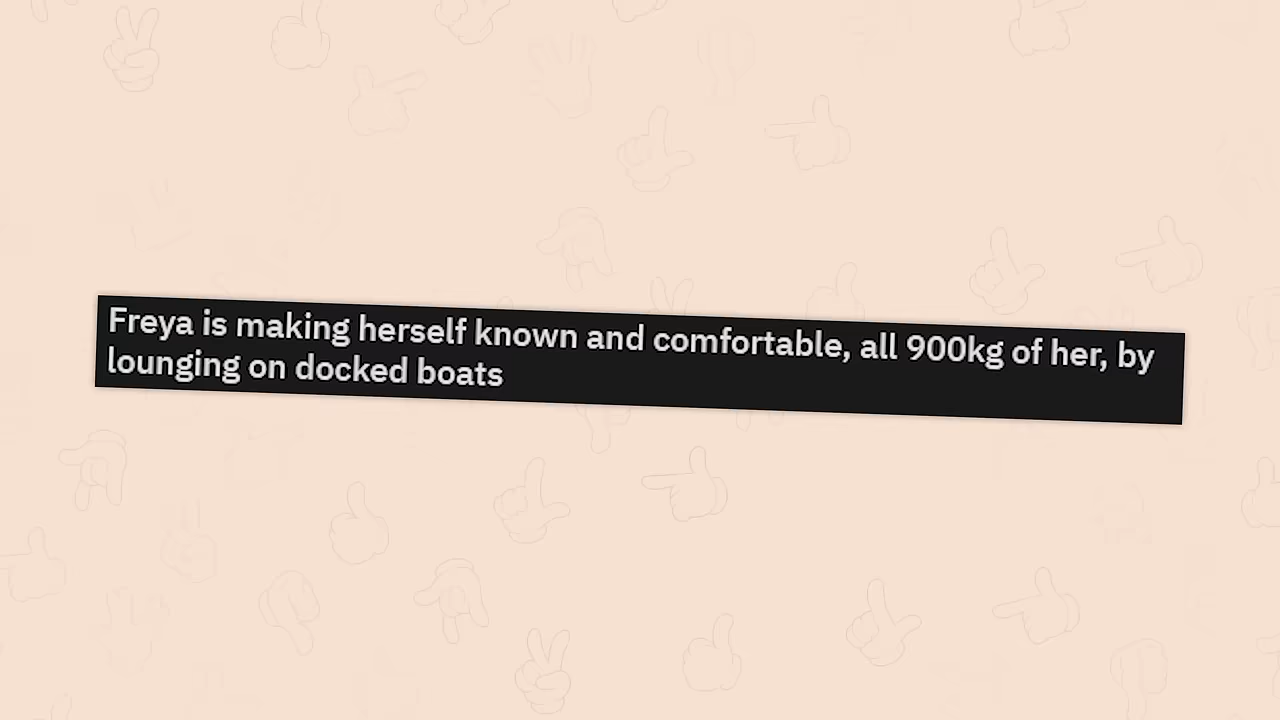 Freya is making herself known and comfortable, all 900kg of her, by
lounging on docked boats